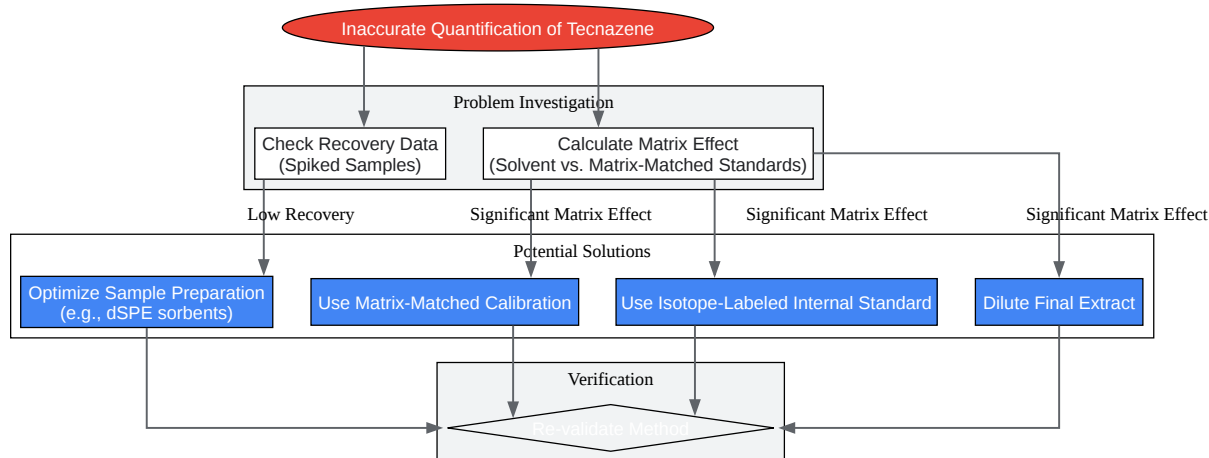 Inaccurate Quantification of Tecnazene
Problem Investigation
Check Recovery Data
(Spiked Samples)
Calculate Matrix Effect
(Solvent vs. Matrix-Matched Standards)
Low Recovery
Significant Matrix Effect
Significant Matrix Effect
Significant Matrix Effect
Potential Solutions
Optimize Sample Preparation
(e.g., dSPE sorbents)
Use Matrix-Matched Calibration
Use Isotope-Labeled Internal Standard
Dilute Final Extract
Verification
Re-validate Method